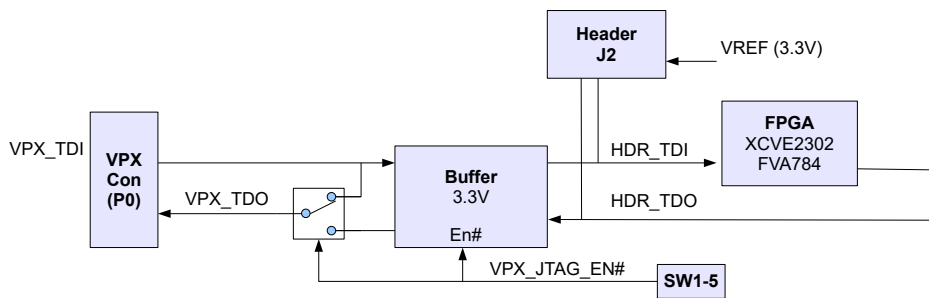 Header
J2
VREF (3.3V)
VPX_TDI
VPX
Con
(P0)
VPX_TDO
Buffer
3.3V
En#
HDR_TDI
HDR_TDO
FPGA
XCVE2302
FVA784
VPX_JTAG_EN#
SW1-5